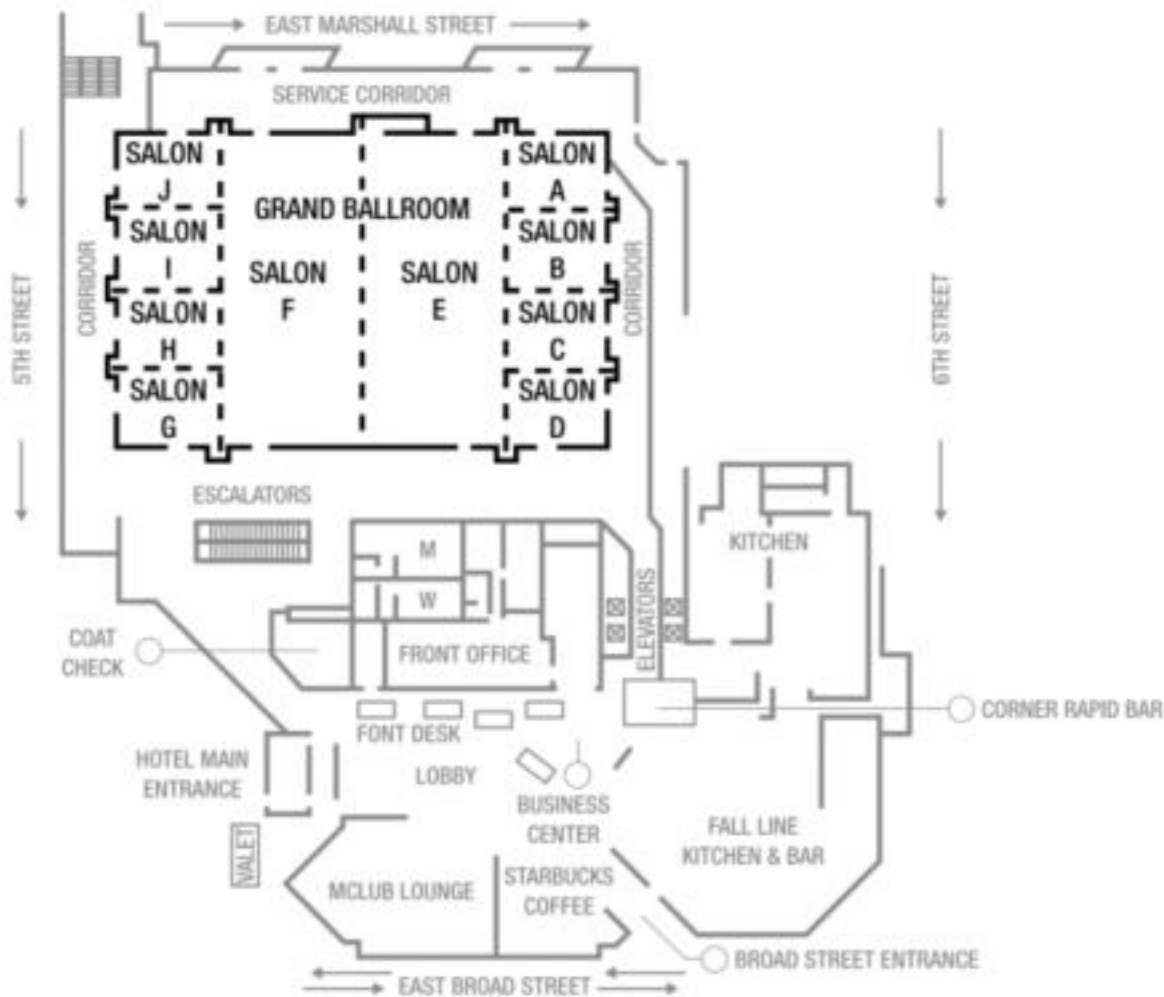 EAST MARSHALL STREET
SERVICE CORRIDOR
SALON
J
SALON
A
GRAND BALLROOM
SALON
I
SALON
B
SALON
F
SALON
E
SALON
H
SALON
C
SALON
G
SALON
D
CORRIDOR
CORRIDOR
5TH STREET
6TH STREET
ESCALATORS
M
W
KITCHEN
ELEVATORS
COAT
CHECK
FRONT OFFICE
CORNER RAPID BAR
FONT DESK
HOTEL MAIN
ENTRANCE
LOBBY
BUSINESS
CENTER
FALL LINE
KITCHEN & BAR
VALET
MCLUB LOUNGE
STARBUCKS
COFFEE
BROAD STREET ENTRANCE
EAST BROAD STREET